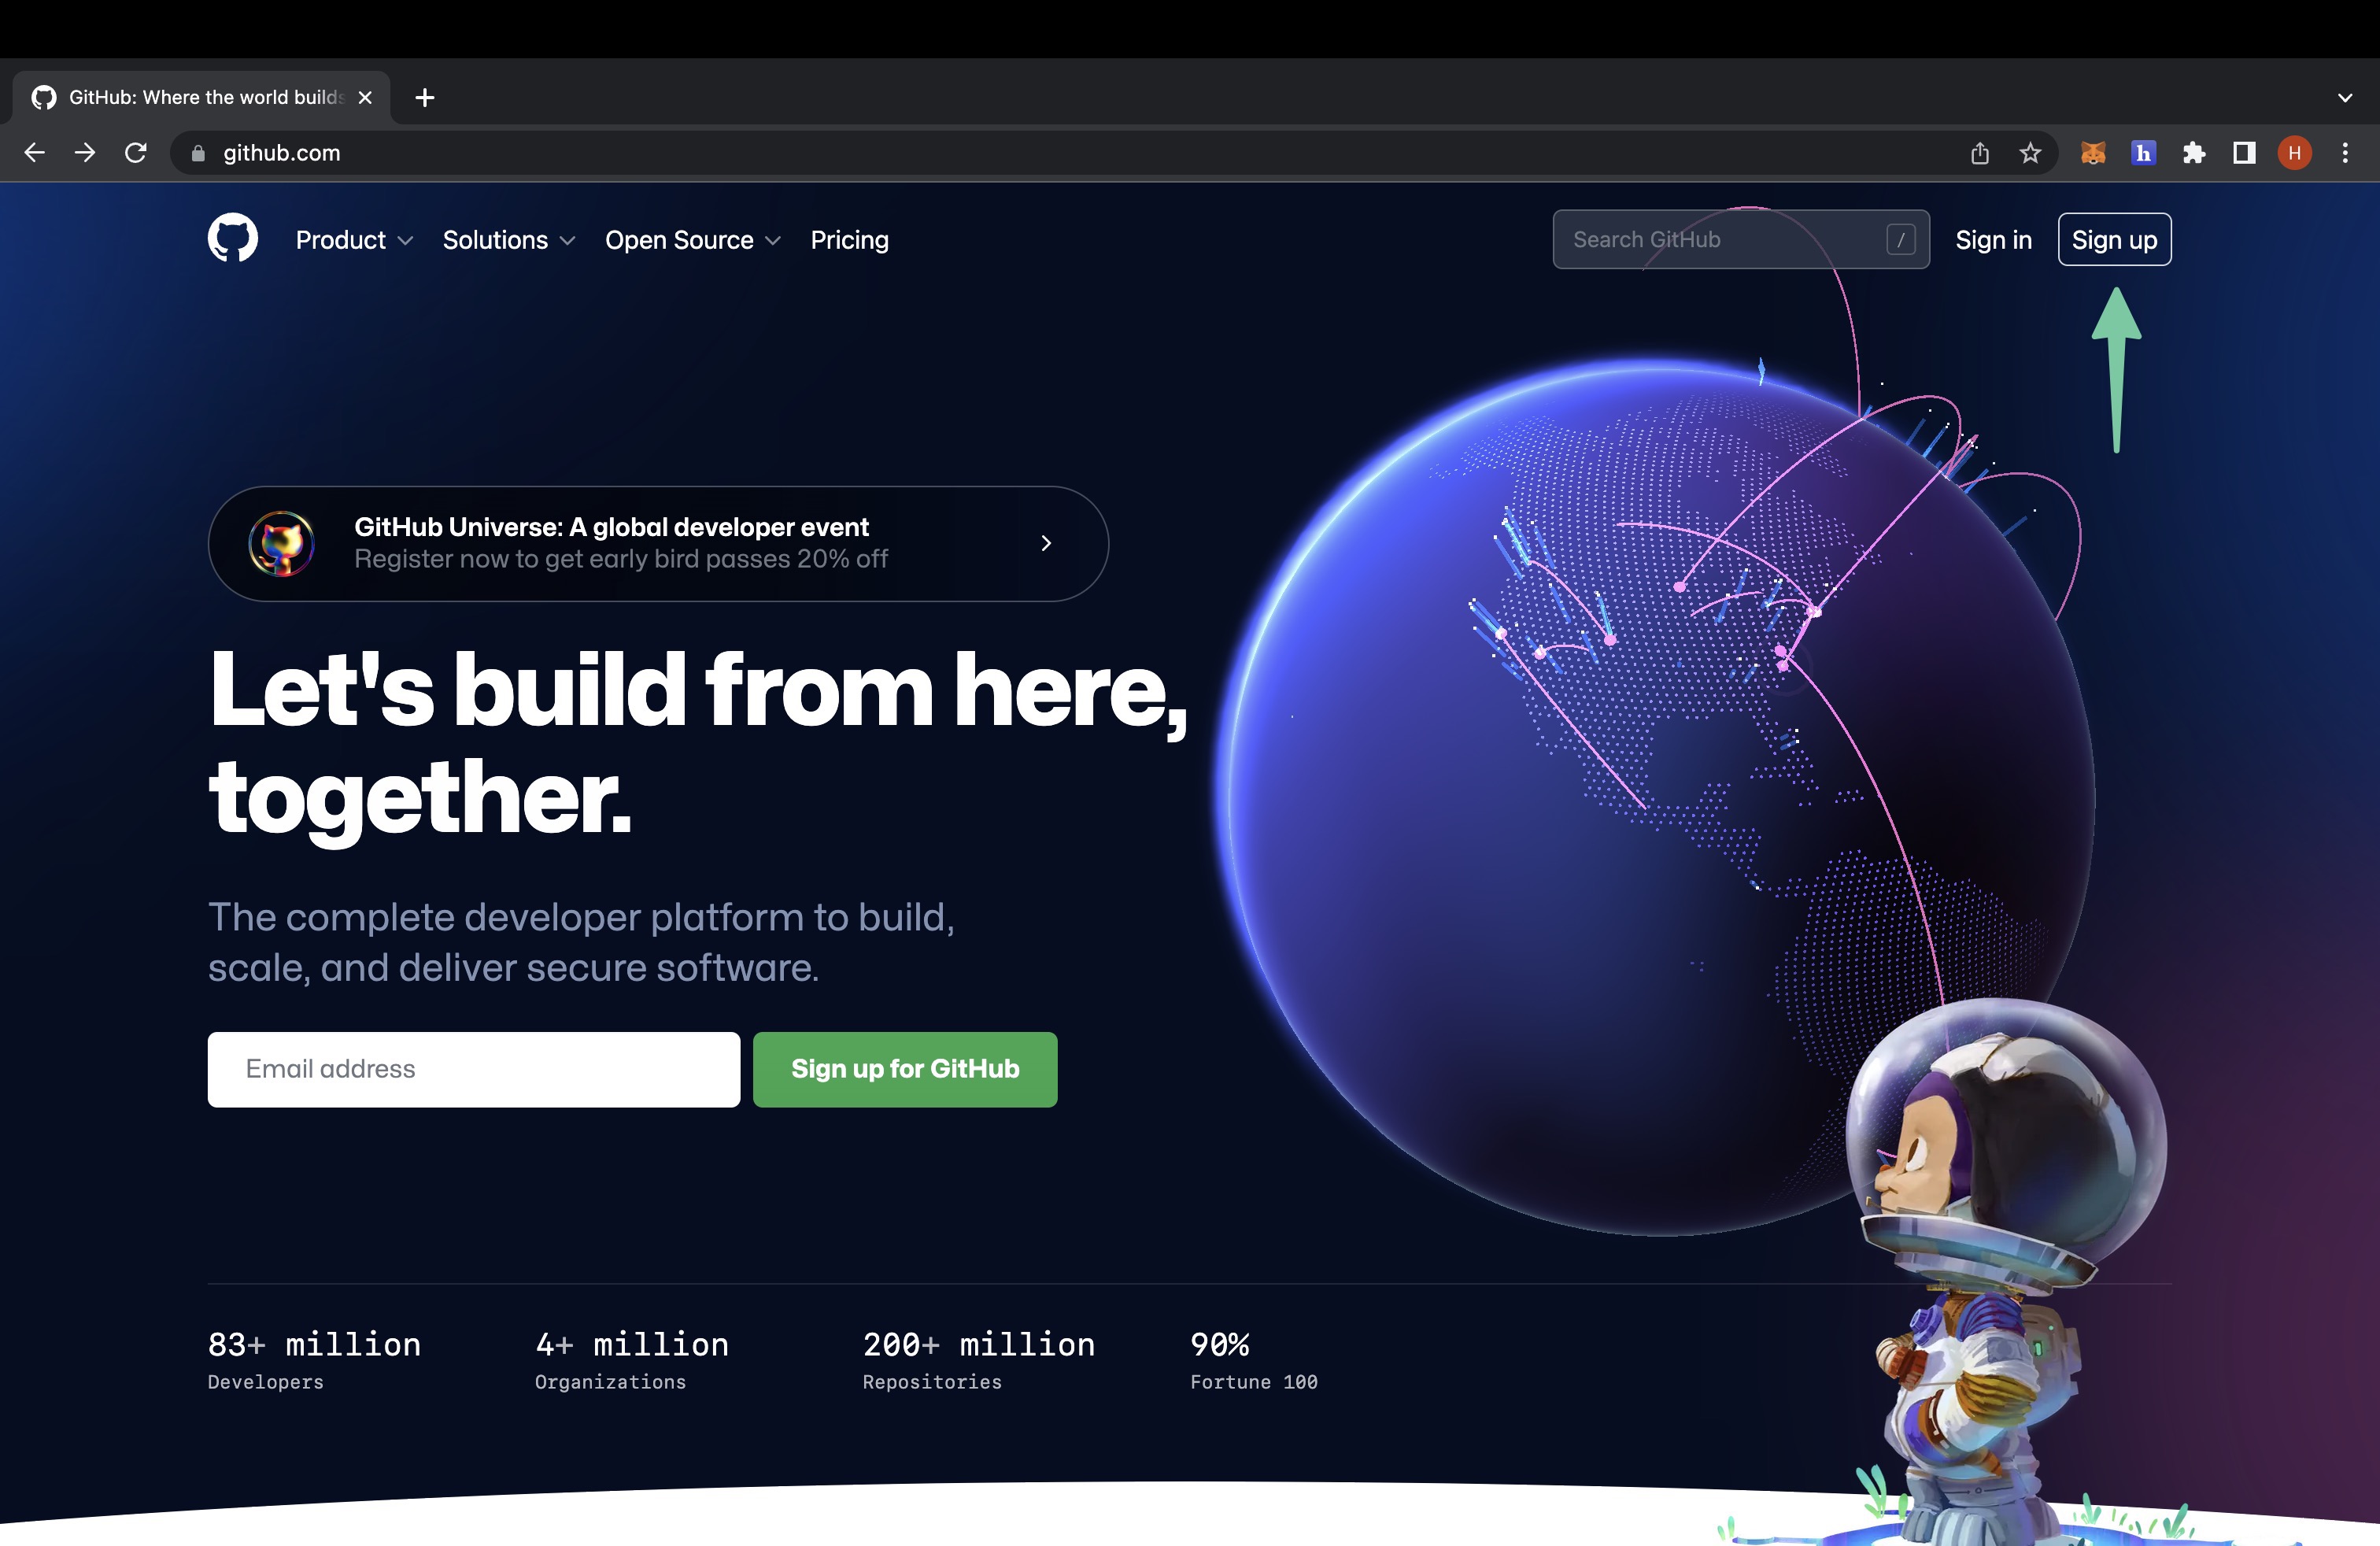 GitHub: Where the world builds
github.com
h
H
Product
Solutions
Open Source
Pricing
Search GitHub
/
Sign in
Sign up
GitHub Universe: A global developer event
Register now to get early bird passes 20% off
Let's build from here,
together.
The complete developer platform to build,
scale, and deliver secure software.
Email address
Sign up for GitHub
83+ million
Developers
4+ million
Organizations
200+ million
Repositories
90%
Fortune 100